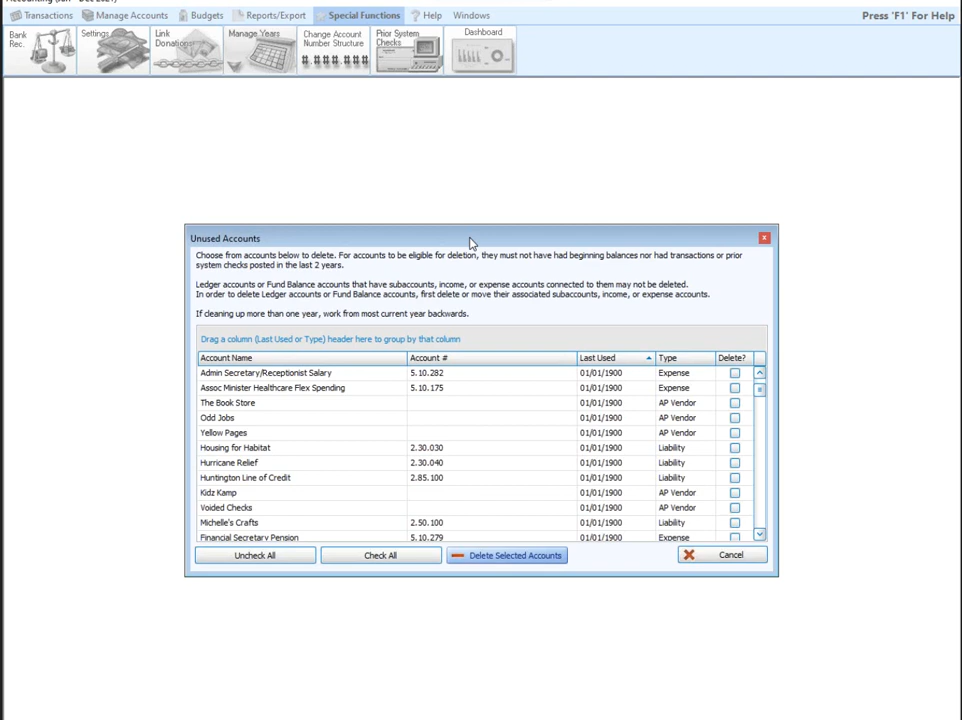 Transactions Manage Accounts Budgets Reports/Export Special Functions Help Windows Press 'F1' For Help
Bank Rec. Settings Link Donations Manage Years Change Account Number Structure Prior System Checks Dashboard
#.###.###
Unused Accounts
Choose from accounts below to delete. For accounts to be eligible for deletion, they must not have had beginning balances nor had transactions or prior
system checks posted in the last 2 years.
Ledger accounts or Fund Balance accounts that have subaccounts, income, or expense accounts connected to them may not be deleted.
In order to delete Ledger accounts or Fund Balance accounts, first delete or move their associated subaccounts, income, or expense accounts.
If cleaning up more than one year, work from most current year backwards.
Drag a column (Last Used or Type) header here to group by that column
Account Name Account # Last Used Type Delete?
Admin Secretary/Receptionist Salary 5.10.282 01/01/1900 Expense
Assoc Minister Healthcare Flex Spending 5.10.175 01/01/1900 Expense
The Book Store 01/01/1900 AP Vendor
Odd Jobs 01/01/1900 AP Vendor
Yellow Pages 01/01/1900 AP Vendor
Housing for Habitat 2.30.030 01/01/1900 Liability
Hurricane Relief 2.30.040 01/01/1900 Liability
Huntington Line of Credit 2.85.100 01/01/1900 Liability
Kidz Kamp 01/01/1900 AP Vendor
Voided Checks 01/01/1900 AP Vendor
Michelle's Crafts 2.50.100 01/01/1900 Liability
Financial Secretary Pension 5.10.279 01/01/1900 Expense
Uncheck All Check All Delete Selected Accounts Cancel